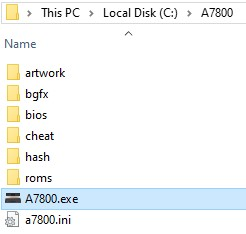 This PC > Local Disk (C:) > A7800
Name
artwork
bgfx
bios
cheat
hash
roms
A7800.exe
a7800.ini